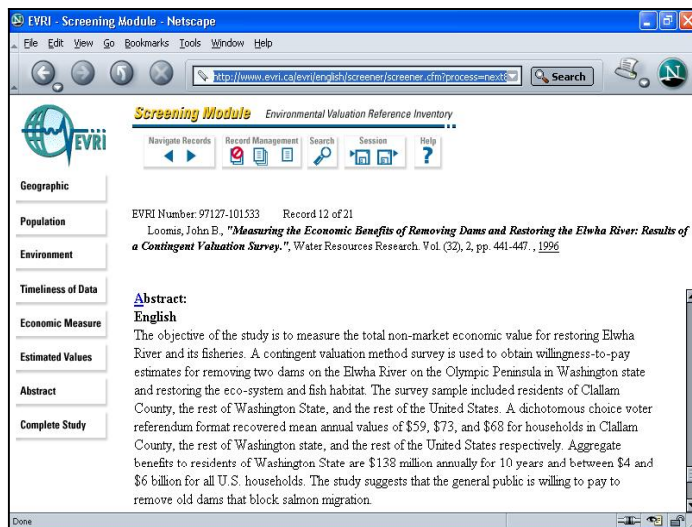 EVRI - Screening Module - Netscape
File Edit View Go Bookmarks Tools Window Help
http://www.evri.ca/evri/english/screener/screener.cfm?process=next
Search
N
EVRI
Screening Module Environmental Valuation Reference Inventory
Navigate Records Record Management Search Session Help
?
Geographic
Population
Environment
Timeliness of Data
Economic Measure
Estimated Values
Abstract
Complete Study
EVRI Number: 97127-101533 Record 12 of 21
Loomis, John B., "Measuring the Economic Benefits of Removing Dams and Restoring the Elwha River: Results of
a Contingent Valuation Survey.", Water Resources Research. Vol. (32), 2, pp. 441-447. , 1996
Abstract:
English
The objective of the study is to measure the total non-market economic value for restoring Elwha
River and its fisheries. A contingent valuation method survey is used to obtain willingness-to-pay
estimates for removing two dams on the Elwha River on the Olympic Peninsula in Washington state
and restoring the eco-system and fish habitat. The survey sample included residents of Clallam
County, the rest of Washington State, and the rest of the United States. A dichotomous choice voter
referendum format recovered mean annual values of $59, $73, and $68 for households in Clallam
County, the rest of Washington state, and the rest of the United States respectively. Aggregate
benefits to residents of Washington State are $138 million annually for 10 years and between $4 and
$6 billion for all U.S. households. The study suggests that the general public is willing to pay to
remove old dams that block salmon migration.
Done